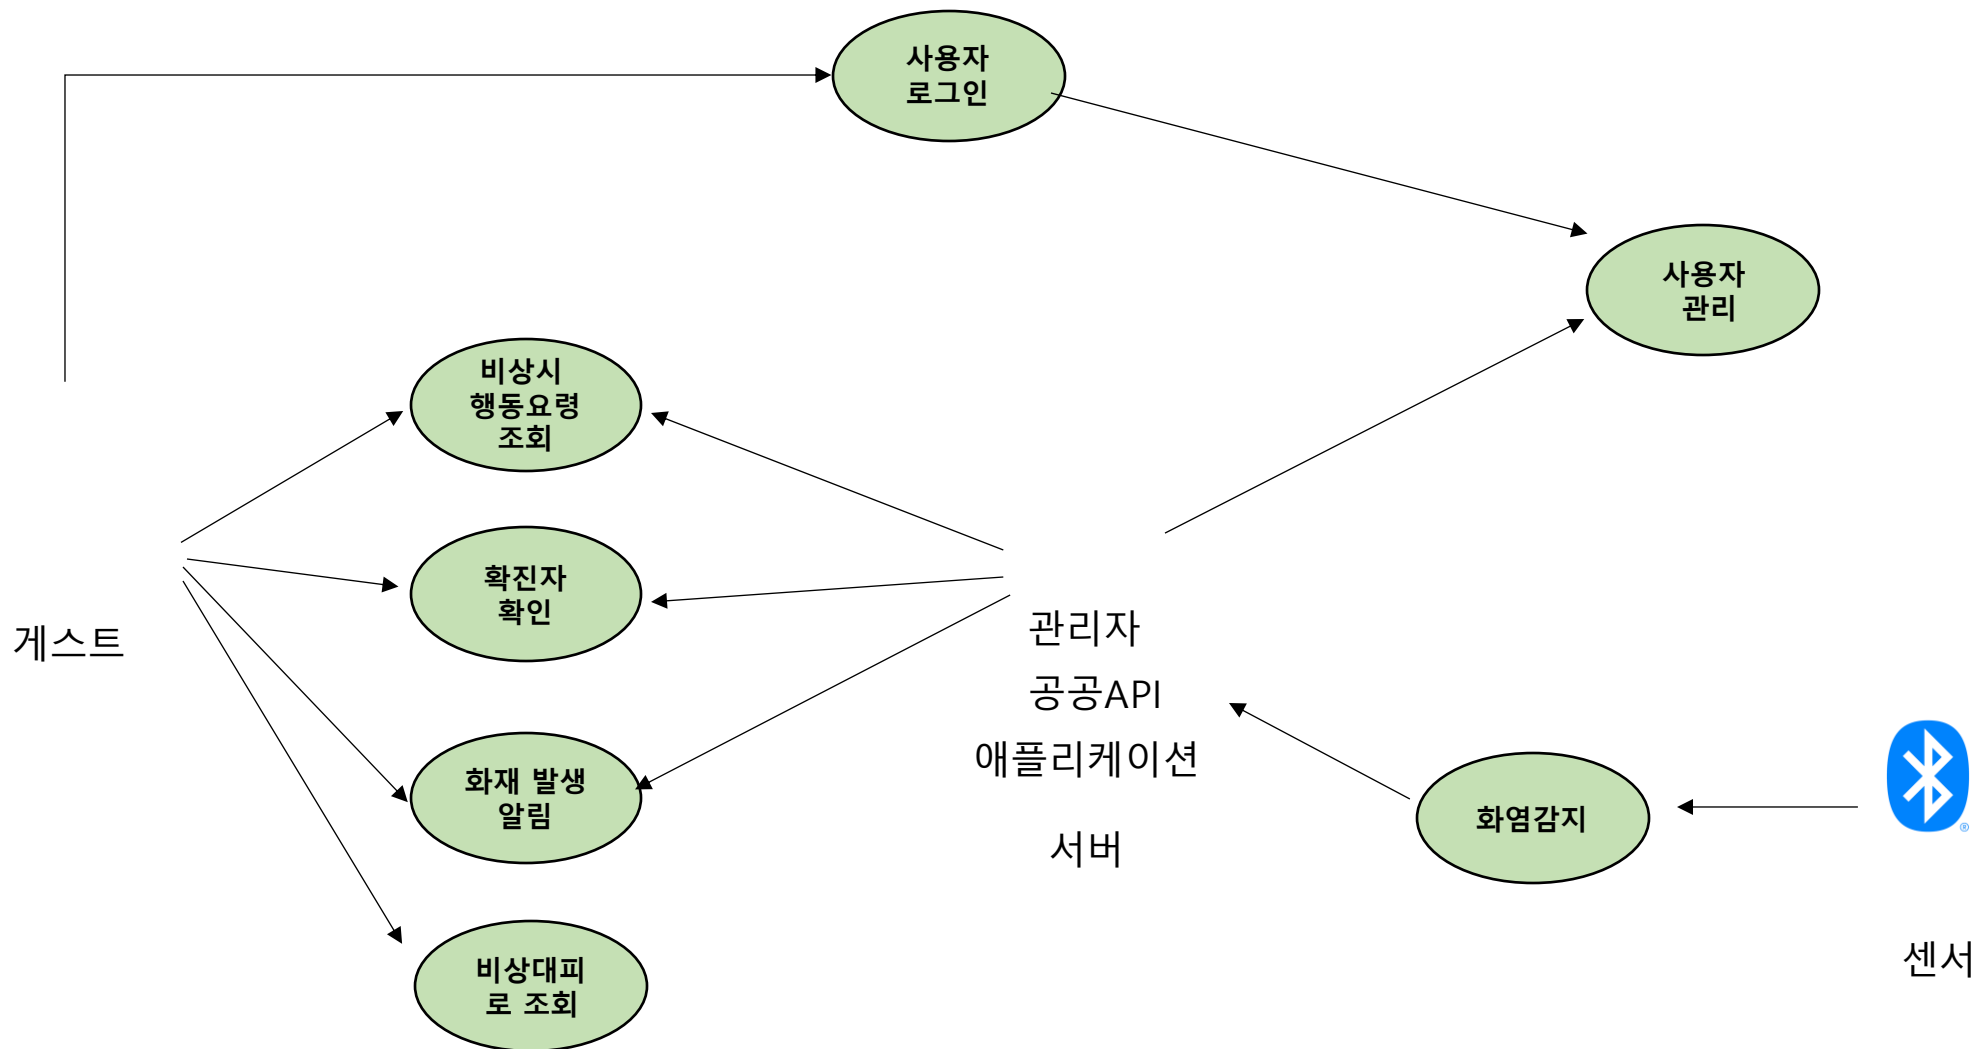 사용자
로그인
사용자
관리
비상시
행동요령
조회
확진자
확인
게스트
관리자
공공API
애플리케이션
서버
화재 발생
알림
화염감지
®
센서
비상대피
로 조회